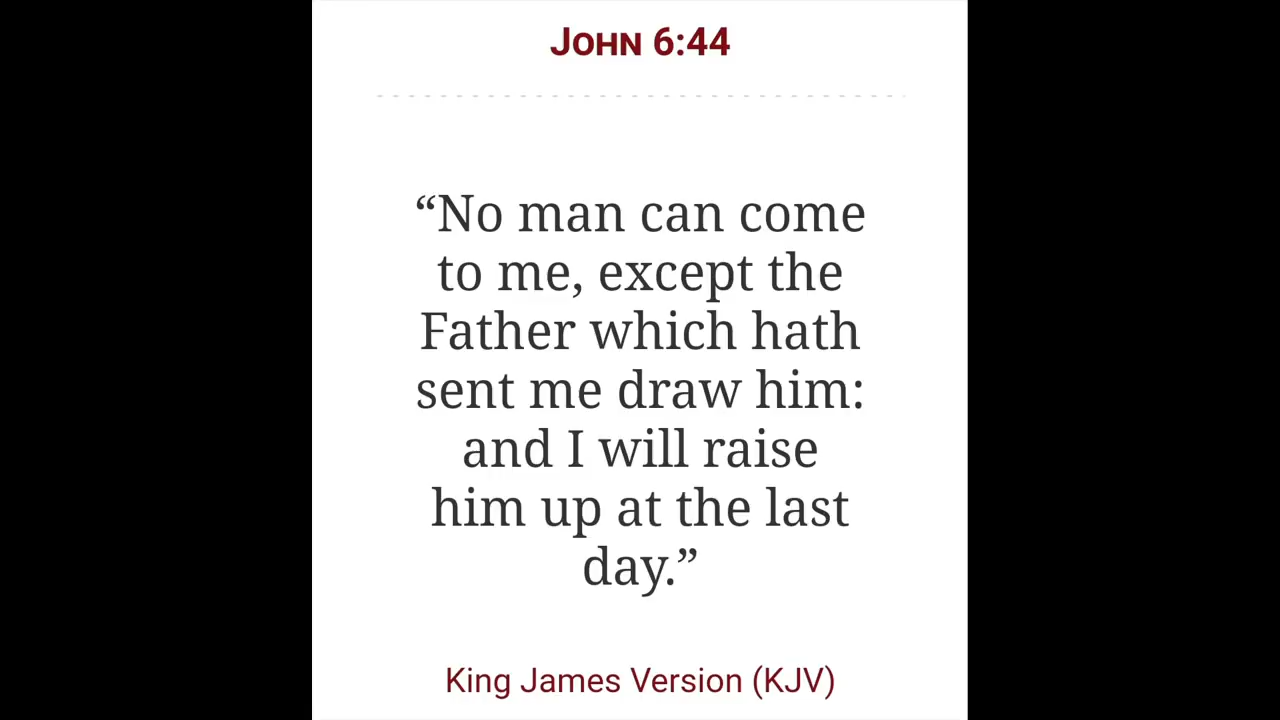 John 6:44
“No man can come
to me, except the
Father which hath
sent me draw him:
and I will raise
him up at the last
day.”
King James Version (KJV)